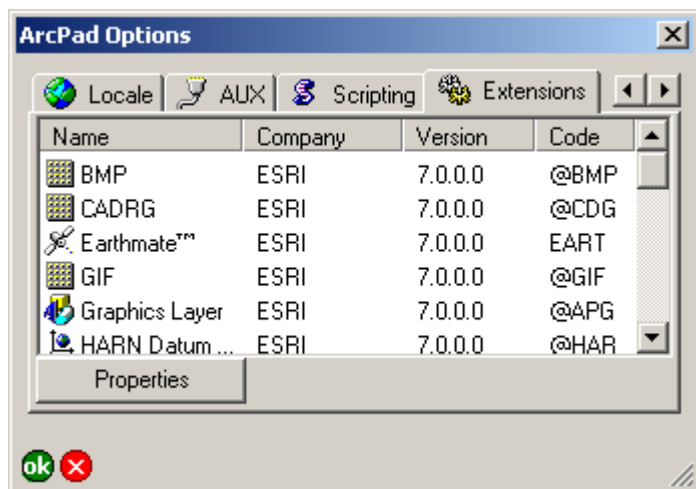 ArcPad Options
Locale AUX Scripting Extensions
Name Company Version Code
BMP ESRI 7.0.0.0 @BMP
CADRG ESRI 7.0.0.0 @CDG
Earthmate™ ESRI 7.0.0.0 EART
GIF ESRI 7.0.0.0 @GIF
Graphics Layer ESRI 7.0.0.0 @APG
HARN Datum ... ESRI 7.0.0.0 @HAR
Properties
ok